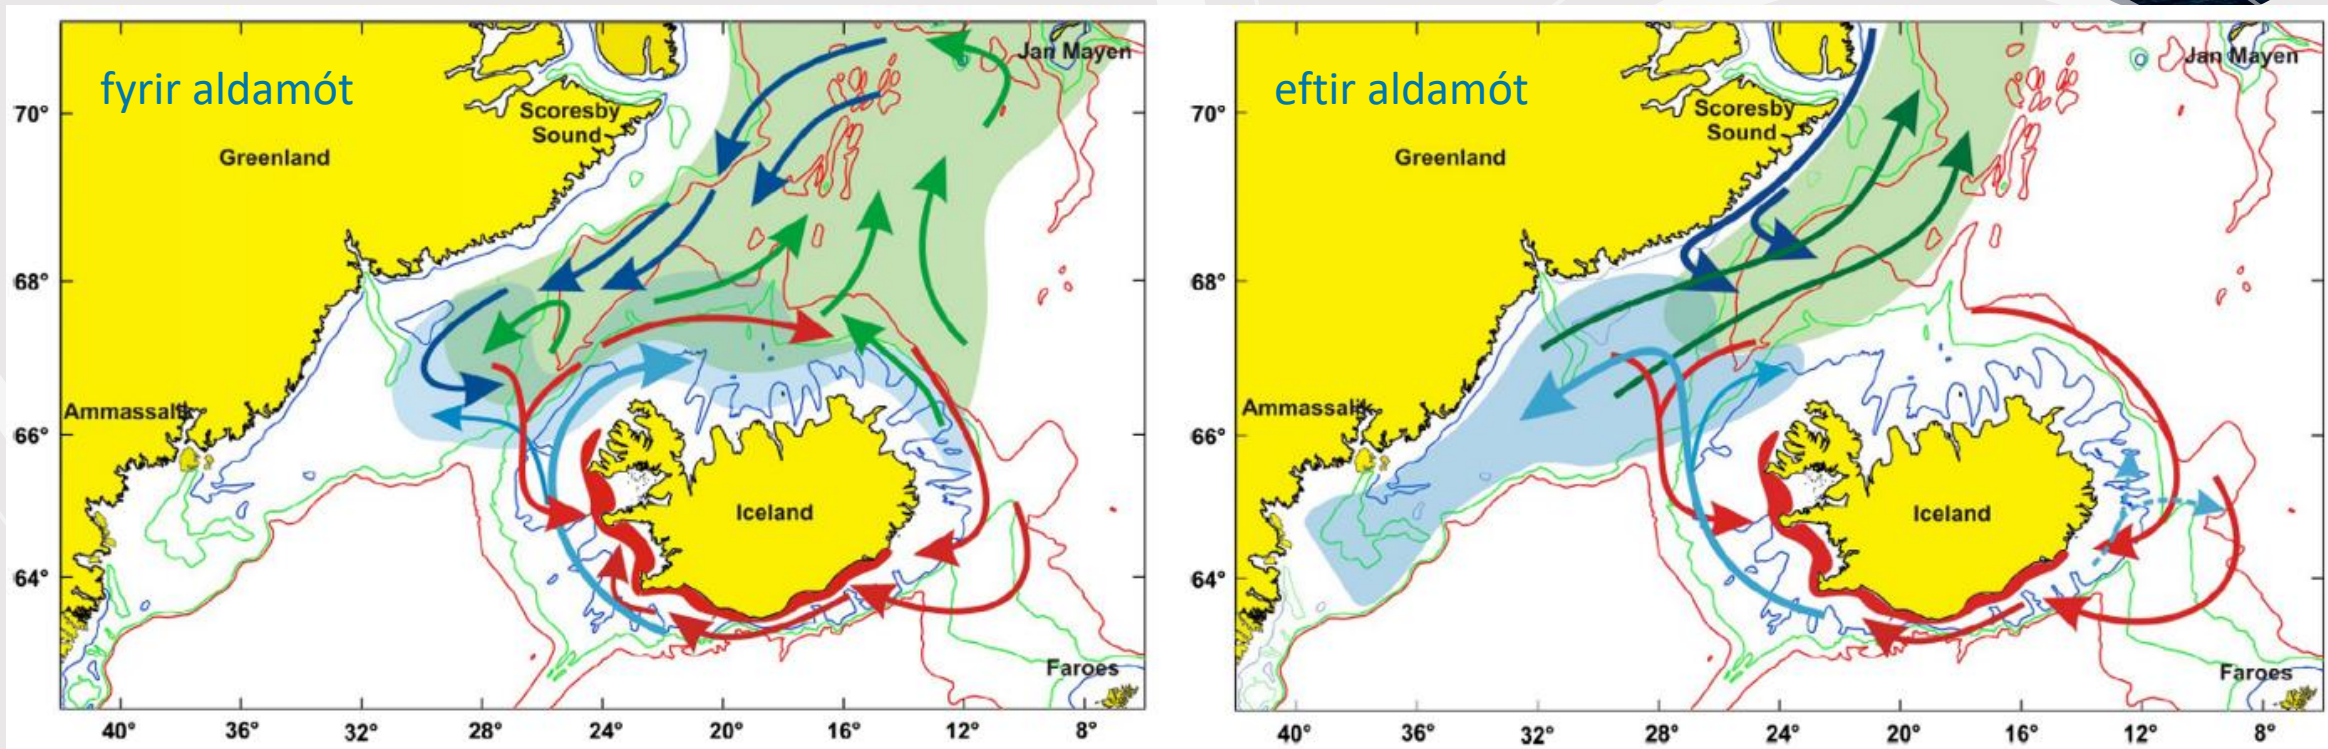 fyrir aldamót
Jan Mayen
Scoresby
Sound
Greenland
Ammassalik
Iceland
Faroes
70°
68°
66°
64°
40°
36°
32°
28°
24°
20°
16°
12°
8°
eftir aldamót
Jan Mayen
Scoresby
Sound
Greenland
Ammassalik
Iceland
Faroes
70°
68°
66°
64°
40°
36°
32°
28°
24°
20°
16°
12°
8°